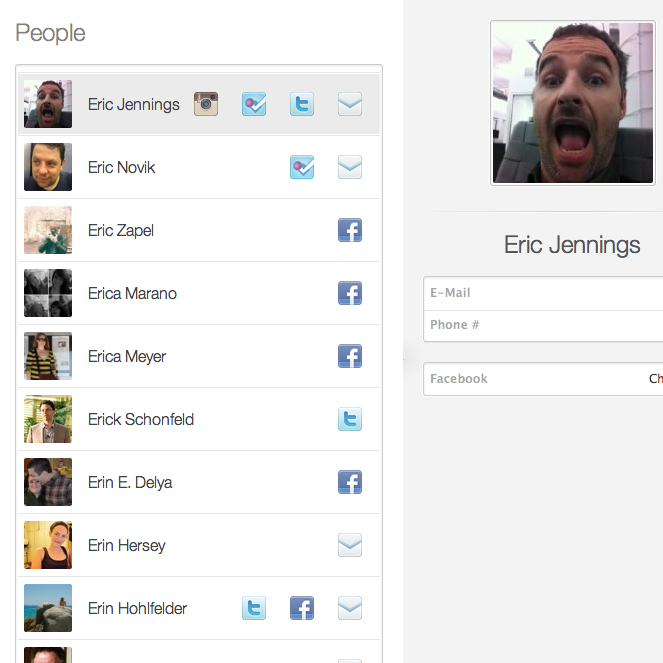 People
Eric Jennings
Eric Novik
Eric Zapel
Erica Marano
Erica Meyer
Erick Schonfeld
Erin E. Delya
Erin Hersey
Erin Hohlfelder
Eric Jennings
E-Mail
Phone #
Facebook Ch